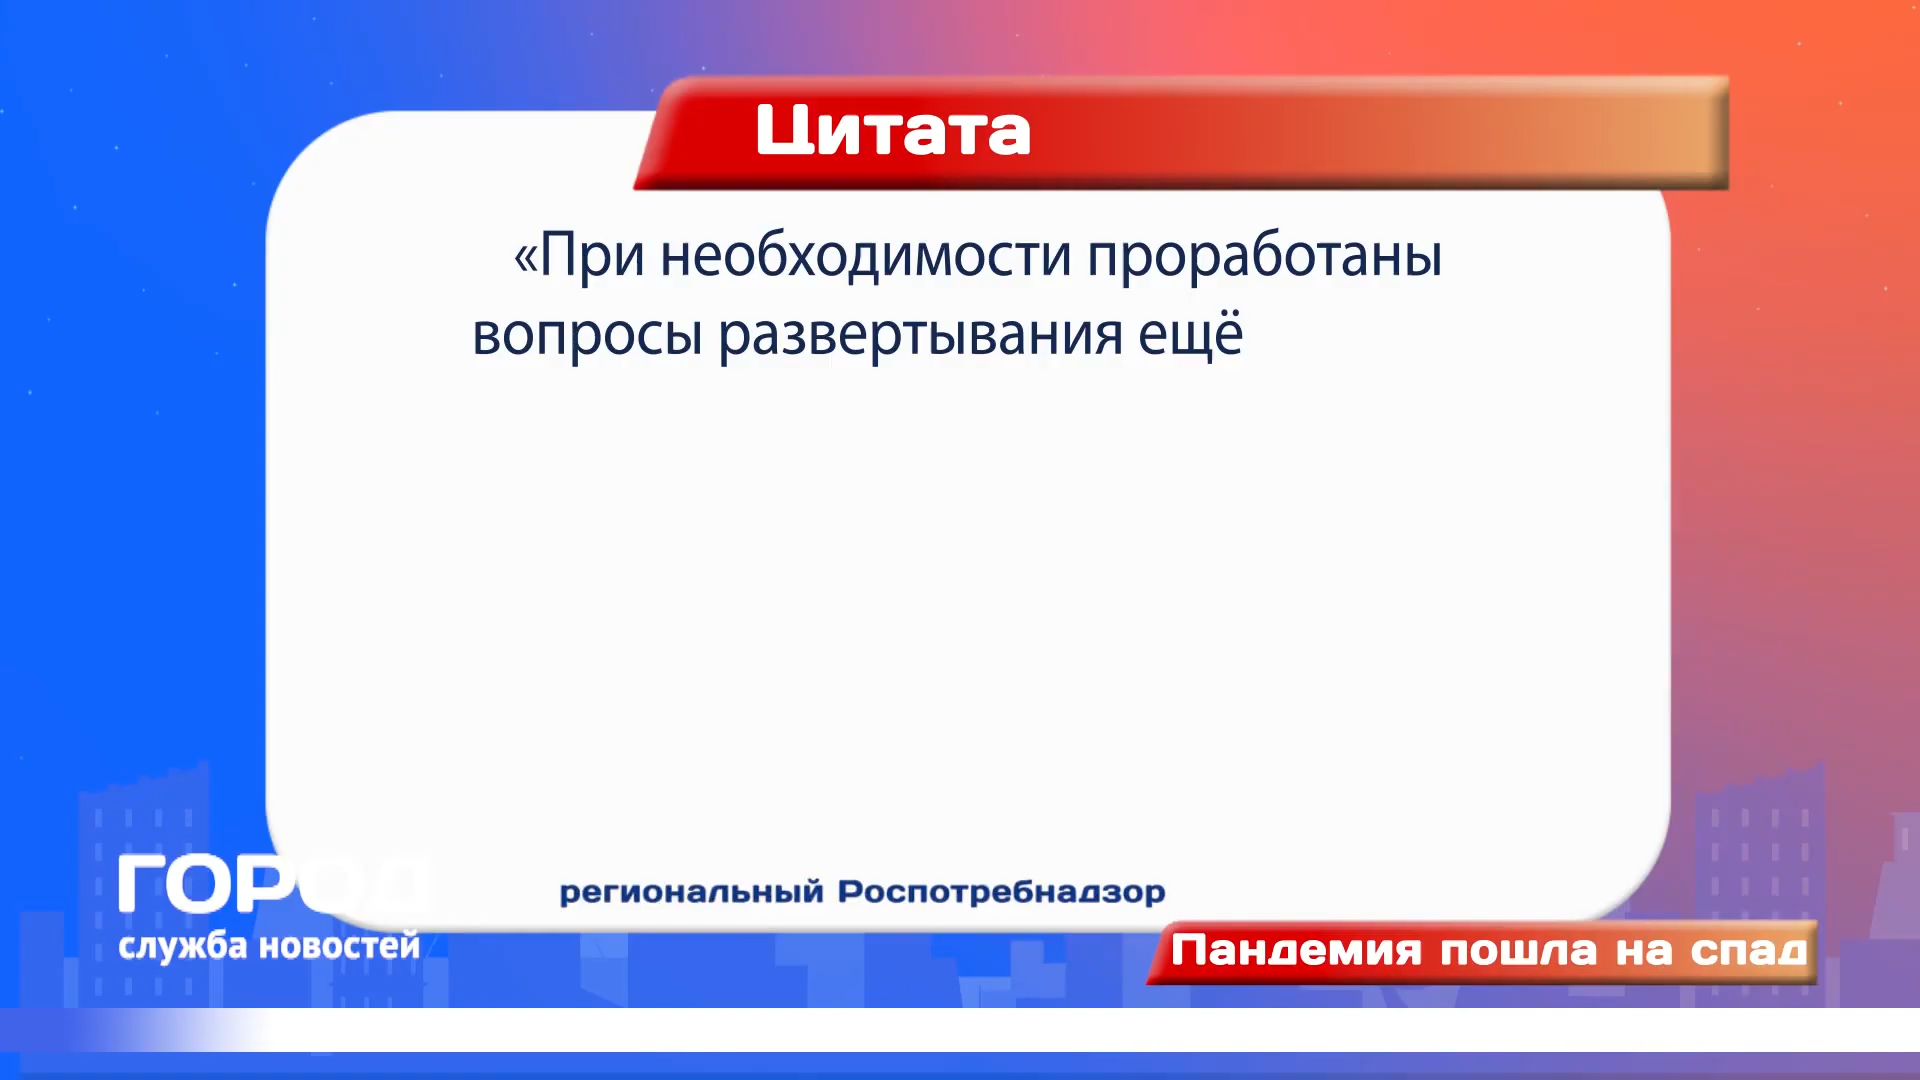 Цитата
«При необходимости проработаны
вопросы развертывания ещё
региональный Роспотребнадзор
ГОРОД
служба новостей
Пандемия пошла на спад